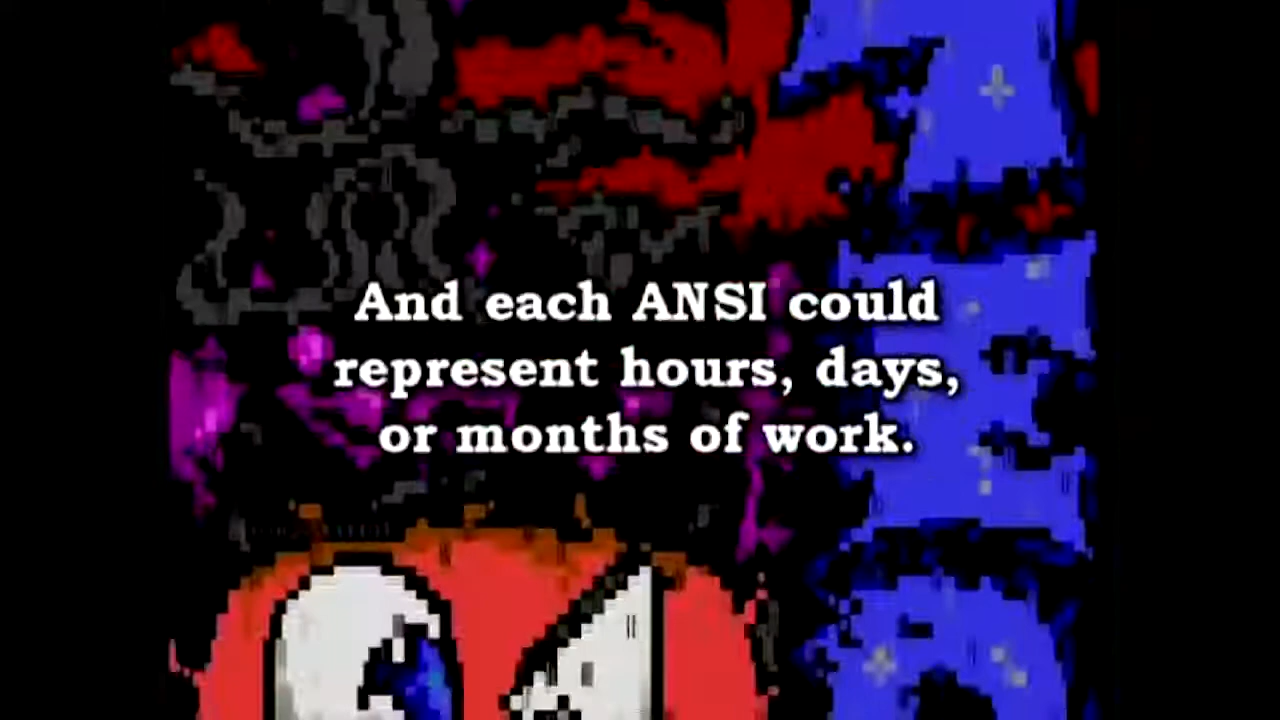 And each ANSI could
represent hours, days,
or months of work.